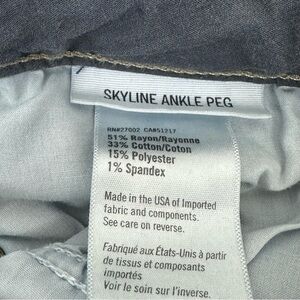 SKYLINE ANKLE PEG
RN#27002 CA#51217
51% Rayon/Rayonne
33% Cotton/Coton
15% Polyester
1% Spandex
Made in the USA of Imported
fabric and components.
See care on reverse.
Fabriqué aux États-Unis à partir
de tissus et composants
importés
Voir le soin à l'inverse